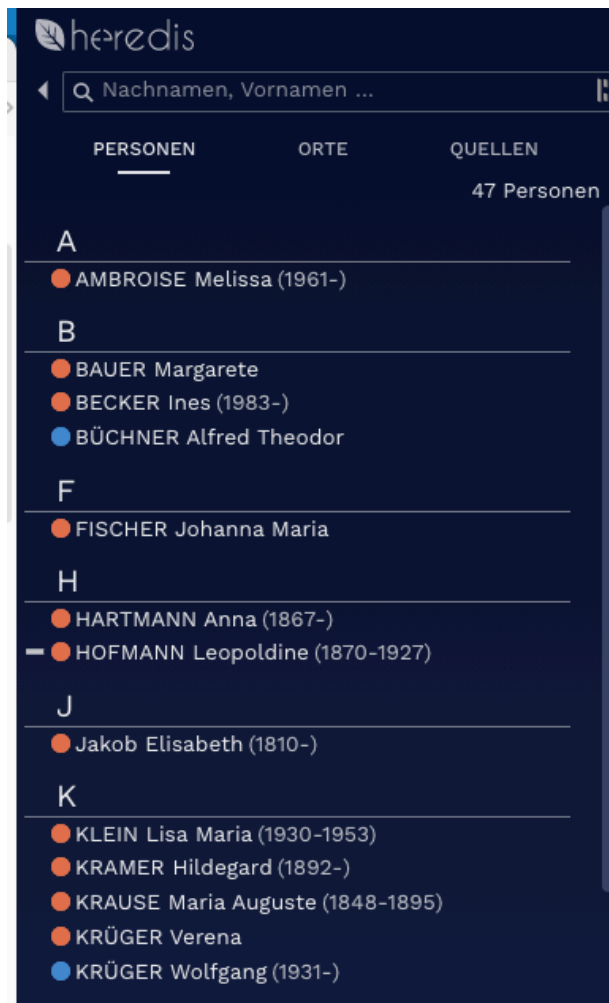 heredis
Nachnamen, Vornamen ...
PERSONEN ORTE QUELLEN
47 Personen
A
AMBROISE Melissa (1961-)
B
BAUER Margarete
BECKER Ines (1983-)
BÜCHNER Alfred Theodor
F
FISCHER Johanna Maria
H
HARTMANN Anna (1867-)
HOFMANN Leopoldine (1870-1927)
J
Jakob Elisabeth (1810-)
K
KLEIN Lisa Maria (1930-1953)
KRAMER Hildegard (1892-)
KRAUSE Maria Auguste (1848-1895)
KRÜGER Verena
KRÜGER Wolfgang (1931-)